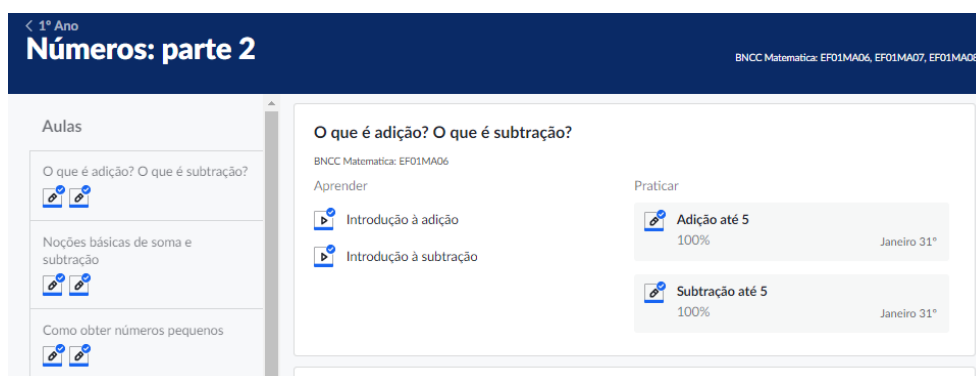 < 1º Ano
Números: parte 2
BNCC Matematica: EF01MA06, EF01MA07, EF01MA08
Aulas
O que é adição? O que é subtração?
Noções básicas de soma e
subtração
Como obter números pequenos
O que é adição? O que é subtração?
BNCC Matematica: EF01MA06
Aprender
Introdução à adição
Introdução à subtração
Praticar
Adição até 5
100%
Janeiro 31º
Subtração até 5
100%
Janeiro 31º